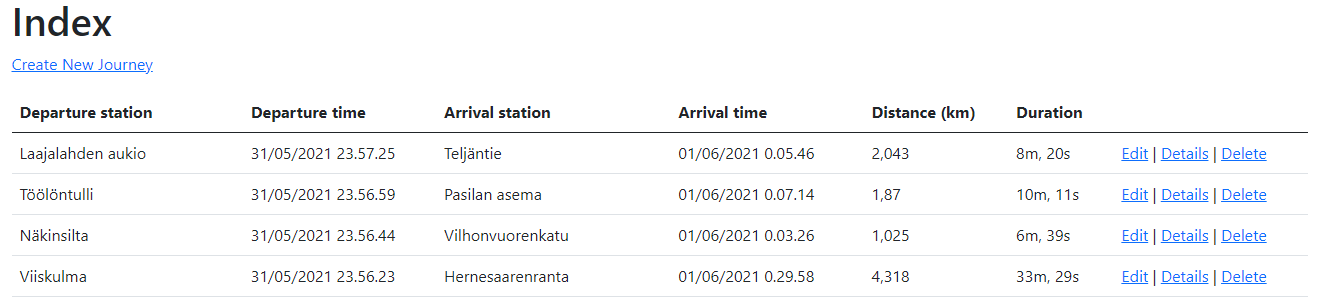 Index
Create New Journey
Departure station Departure time Arrival station Arrival time Distance (km) Duration
Laajalahden aukio 31/05/2021 23.57.25 Teljäntie 01/06/2021 0.05.46 2,043 8m, 20s Edit | Details | Delete
Töölöntulli 31/05/2021 23.56.59 Pasilan asema 01/06/2021 0.07.14 1,87 10m, 11s Edit | Details | Delete
Näkinsilta 31/05/2021 23.56.44 Vilhonvuorenkatu 01/06/2021 0.03.26 1,025 6m, 39s Edit | Details | Delete
Viiskulma 31/05/2021 23.56.23 Hernesaarenranta 01/06/2021 0.29.58 4,318 33m, 29s Edit | Details | Delete